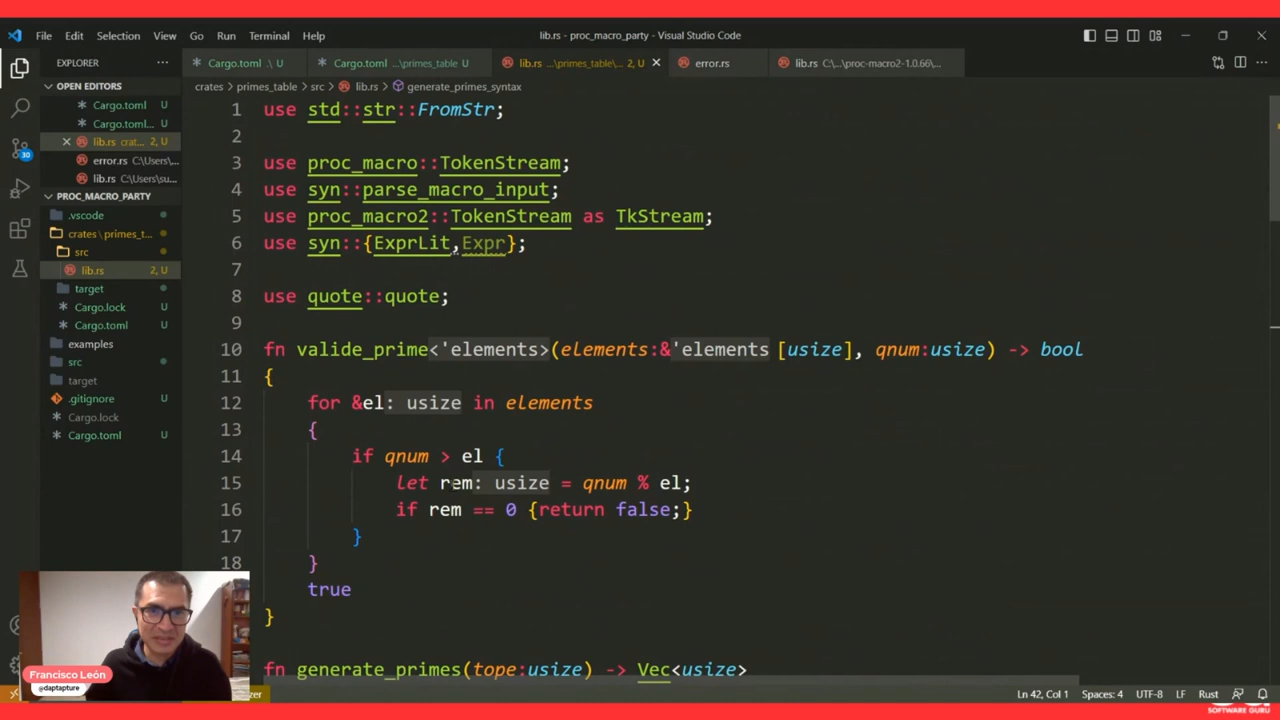 File Edit Selection View Go Run Terminal Help
lib.rs - proc_macro_party - Visual Studio Code
EXPLORER
Cargo.toml .\ U
Cargo.toml ...\primes_table U
lib.rs ...\primes_table\... 2, U
error.rs
lib.rs C:\...\proc-macro2-1.0.66\...
OPEN EDITORS
Cargo.toml U
Cargo.toml... U
lib.rs crat... 2, U
error.rs C:\Users\...
lib.rs C:\Users\su...
PROC_MACRO_PARTY
.vscode
crates \ primes_t...
src
lib.rs 2, U
target
Cargo.lock U
Cargo.toml U
examples
src
target
.gitignore U
Cargo.lock
Cargo.toml U
30
crates > primes_table > src > lib.rs > generate_primes_syntax
1 use std::str::FromStr;
2
3 use proc_macro::TokenStream;
4 use syn::parse_macro_input;
5 use proc_macro2::TokenStream as TkStream;
6 use syn::{ExprLit,Expr};
7
8 use quote::quote;
9
10 fn valide_prime<'elements>(elements:&'elements [usize], qnum:usize) -> bool
11 {
12 for &el: usize in elements
13 {
14 if qnum > el {
15 let rem: usize = qnum % el;
16 if rem == 0 {return false;}
17 }
18 }
true
}
fn generate_primes(tope:usize) -> Vec<usize>
Francisco León
@daptapture
zer
Ln 42, Col 1 Spaces: 4 UTF-8 LF Rust
SOFTWARE GURU